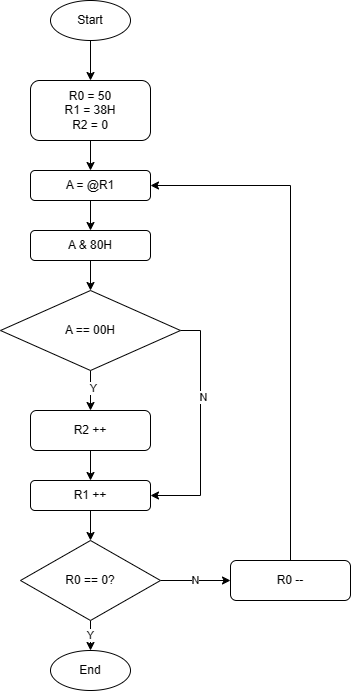 Start
R0 = 50
R1 = 38H
R2 = 0
A = @R1
A & 80H
A == 00H
Y
N
R2 ++
R1 ++
R0 == 0?
N
R0 --
Y
End